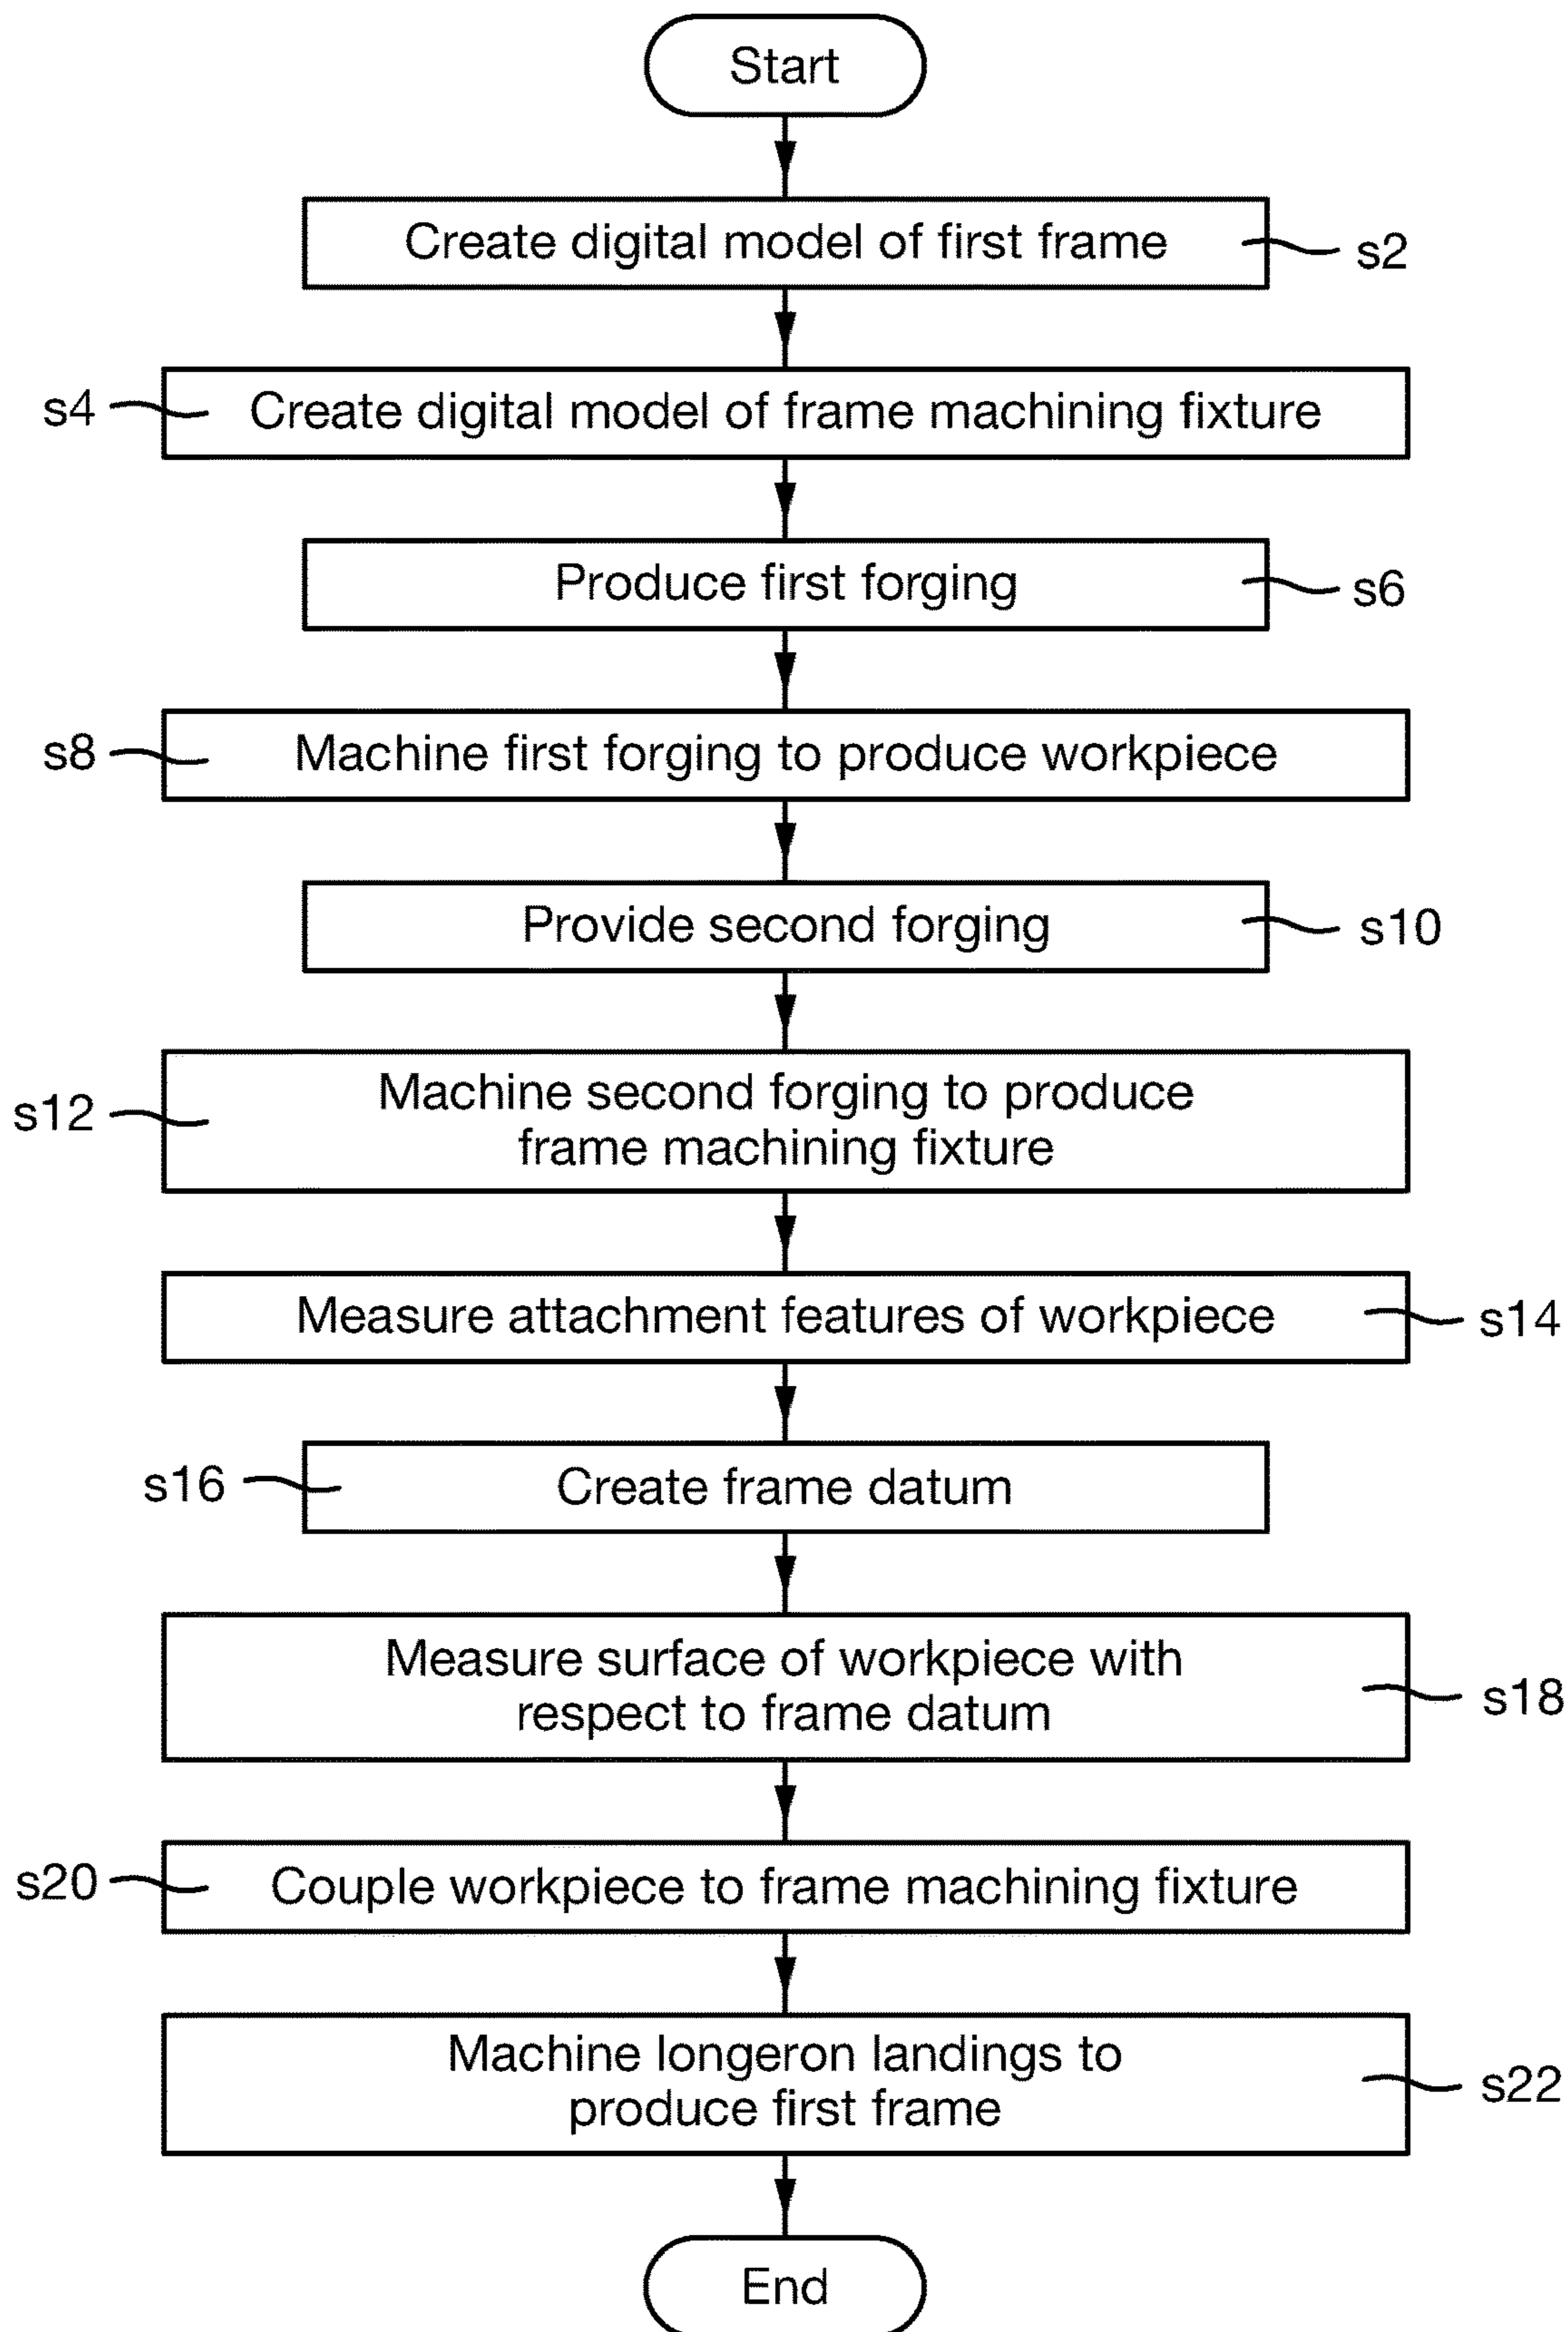 Start
Create digital model of first frame
s2
s4
Create digital model of frame machining fixture
Produce first forging
s6
s8
Machine first forging to produce workpiece
Provide second forging
s10
s12
Machine second forging to produce
frame machining fixture
Measure attachment features of workpiece
s14
s16
Create frame datum
Measure surface of workpiece with
respect to frame datum
s18
s20
Couple workpiece to frame machining fixture
Machine longeron landings to
produce first frame
s22
End